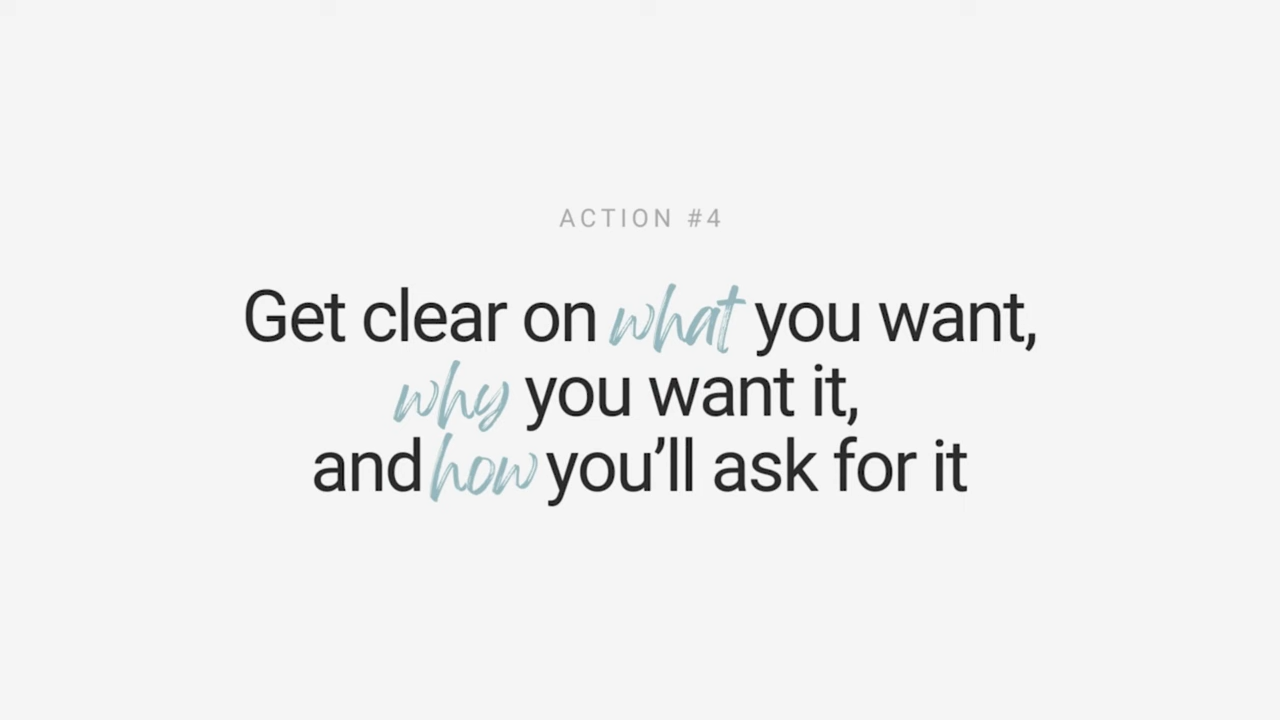 ACTION #4
Get clear on what you want,
why you want it,
and how you’ll ask for it